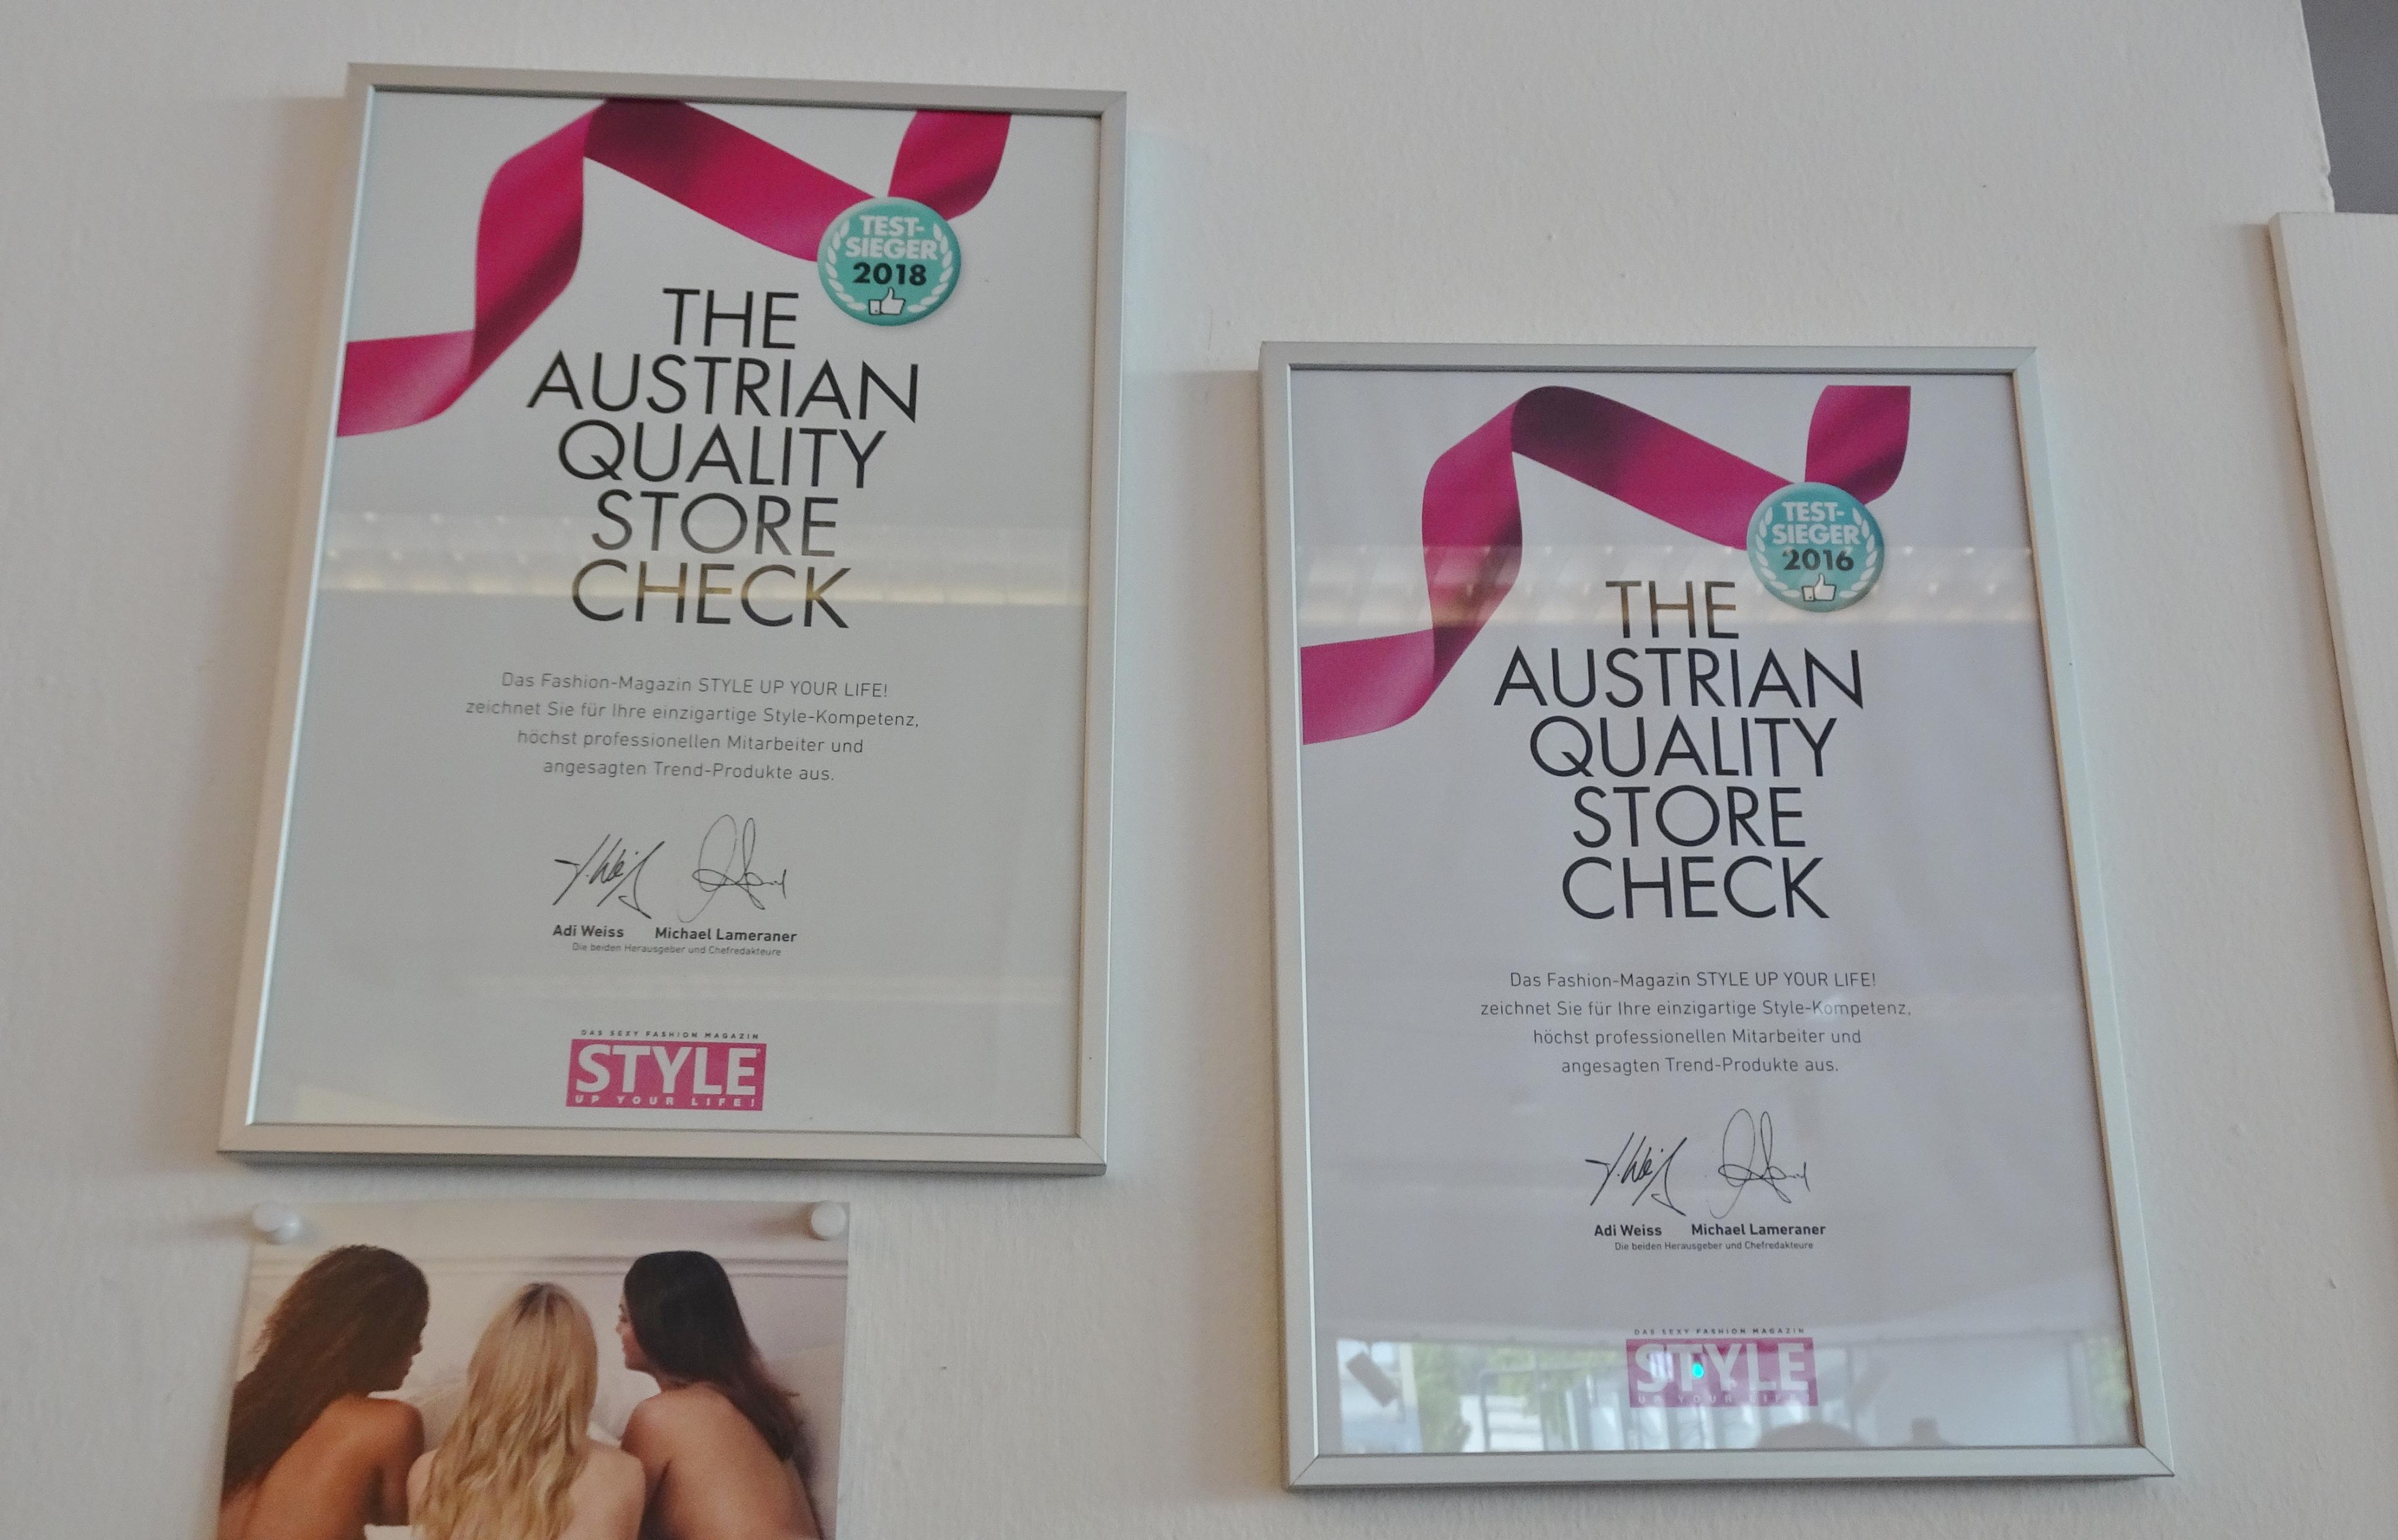 TEST-
SIEGER
2018
THE
AUSTRIAN
QUALITY
STORE
CHECK
Das Fashion-Magazin STYLE UP YOUR LIFE!
zeichnet Sie für Ihre einzigartige Style-Kompetenz,
höchst professionellen Mitarbeiter und
angesagten Trend-Produkte aus.
Adi Weiss Michael Lameraner
Die beiden Herausgeber und Chefredakteure
DAS SEXY FASHION MAGAZIN
STYLE
UP YOUR LIFE!
TEST-
SIEGER
2016
THE
AUSTRIAN
QUALITY
STORE
CHECK
Das Fashion-Magazin STYLE UP YOUR LIFE!
zeichnet Sie für Ihre einzigartige Style-Kompetenz,
höchst professionellen Mitarbeiter und
angesagten Trend-Produkte aus.
Adi Weiss Michael Lameraner
Die beiden Herausgeber und Chefredakteure
DAS SEXY FASHION MAGAZIN
STYLE
UP YOUR LIFE!